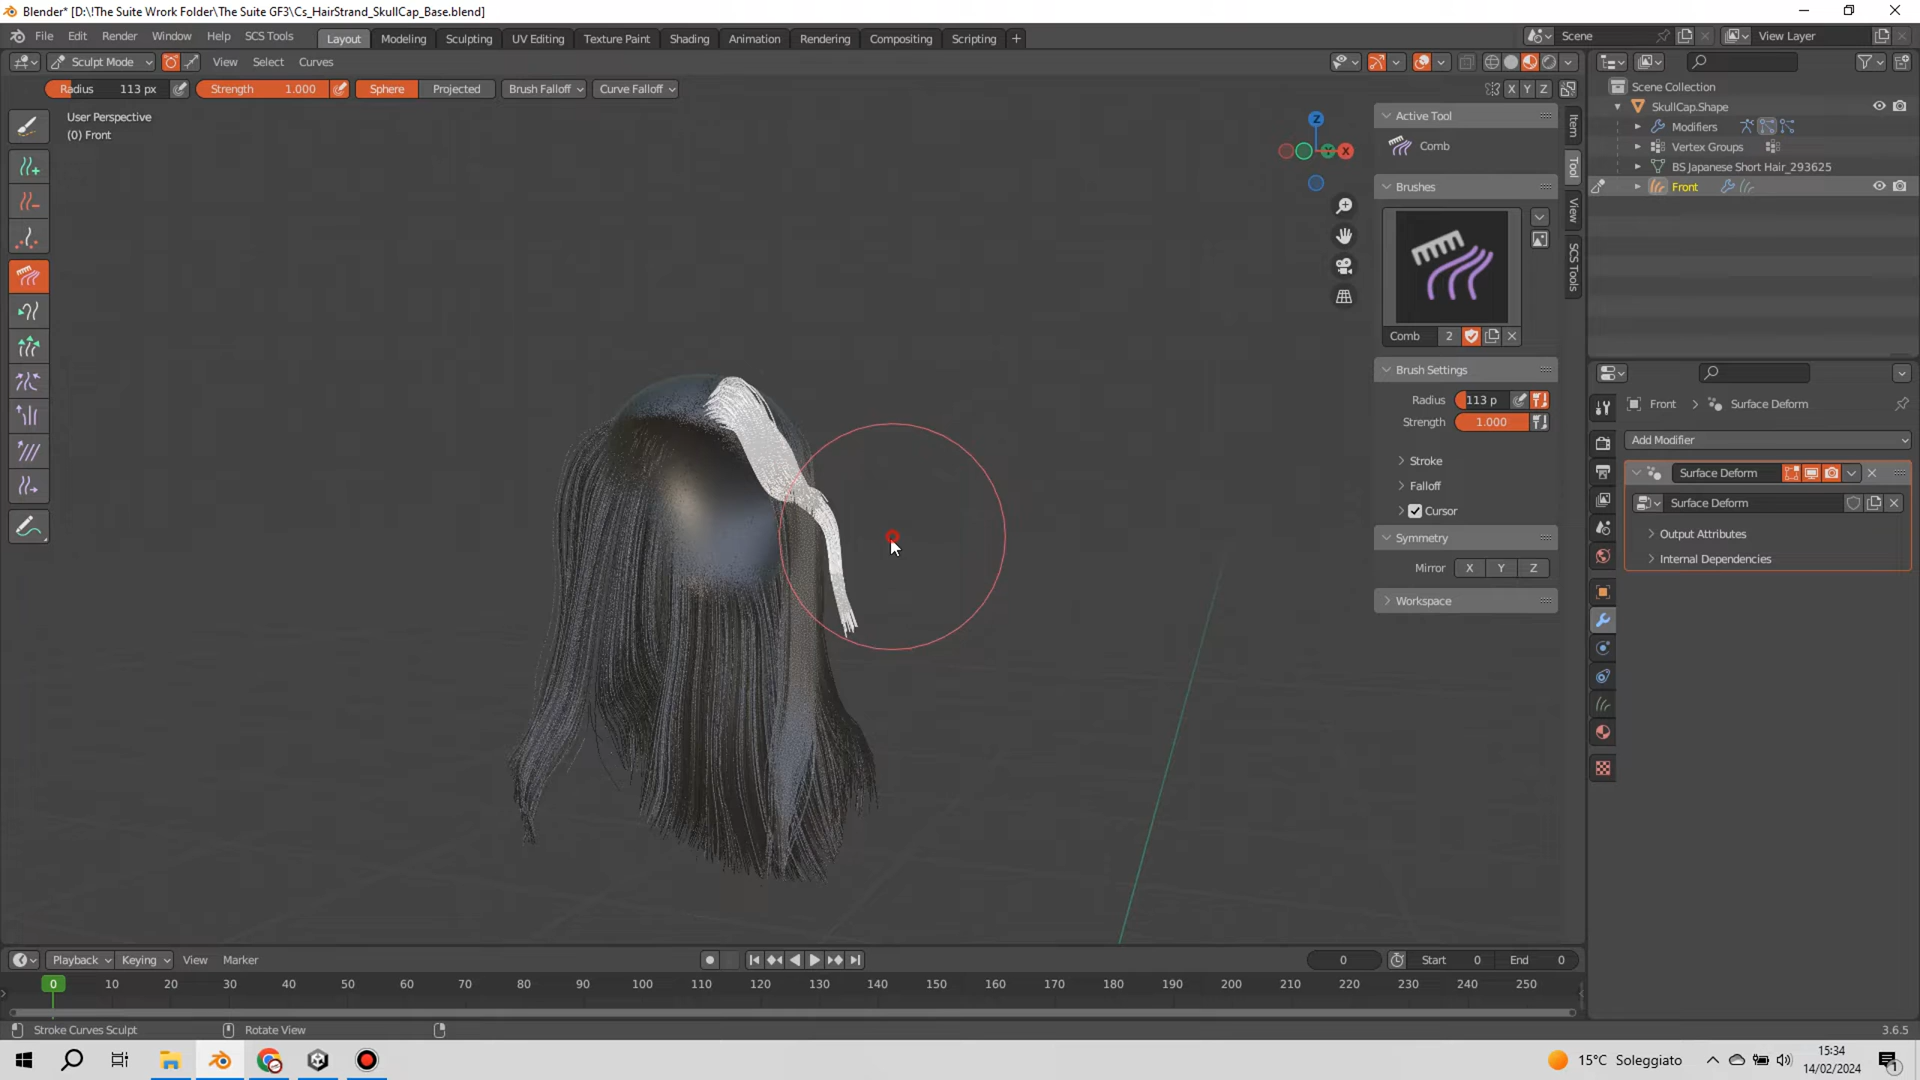 Blender* [D:\!The Suite Wrork Folder\The Suite GF3\Cs_HairStrand_SkullCap_Base.blend]
File Edit Render Window Help SCS Tools Layout Modeling Sculpting UV Editing Texture Paint Shading Animation Rendering Compositing Scripting + Scene View Layer
Sculpt Mode View Select Curves
Radius 113 px Strength 1.000 Sphere Projected Brush Falloff Curve Falloff X Y Z
User Perspective
(0) Front
Z
X
Y
Item
Tool
View
SCS Tools
Active Tool
Comb
Brushes
Comb 2
Brush Settings
Radius 113 p
Strength 1.000
Stroke
Falloff
Cursor
Symmetry
Mirror X Y Z
Workspace
Scene Collection
SkullCap.Shape
Modifiers
Vertex Groups
BS Japanese Short Hair_293625
Front
Front > Surface Deform
Add Modifier
Surface Deform
Surface Deform
Output Attributes
Internal Dependencies
Playback Keying View Marker 0 Start 0 End 0
0 10 20 30 40 50 60 70 80 90 100 110 120 130 140 150 160 170 180 190 200 210 220 230 240 250
Stroke Curves Sculpt Rotate View 3.6.5
15°C Soleggiato
15:34
14/02/2024
1